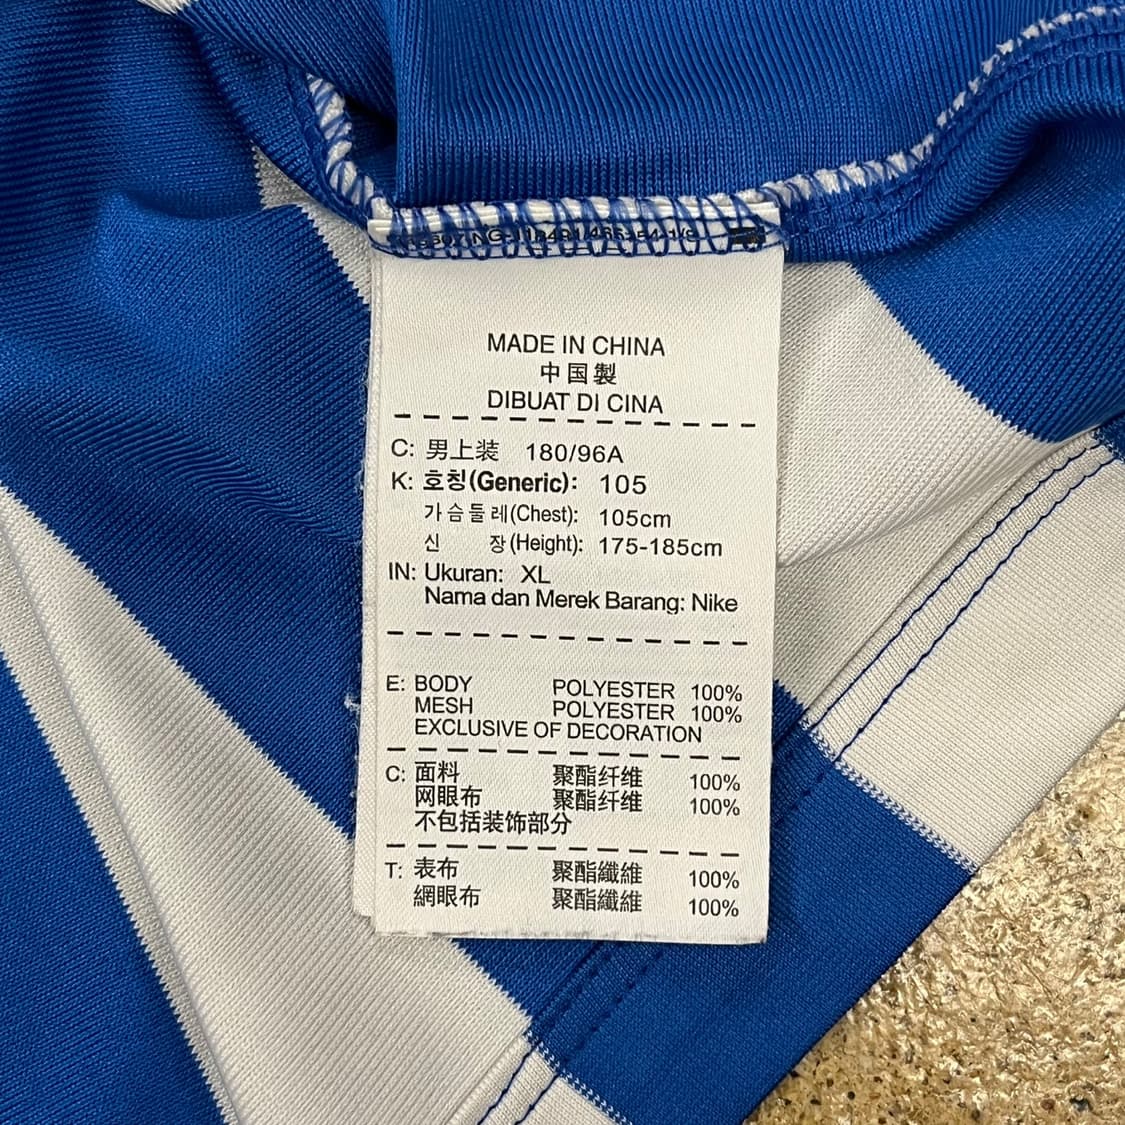 MADE IN CHINA
中国製
DIBUAT DI CINA
C: 男上装 180/96A
K: 호칭(Generic): 105
가슴둘레(Chest): 105cm
신 장(Height): 175-185cm
IN: Ukuran: XL
Nama dan Merek Barang: Nike
E: BODY POLYESTER 100%
MESH POLYESTER 100%
EXCLUSIVE OF DECORATION
C: 面料 聚酯纤维 100%
网眼布 聚酯纤维 100%
不包括装饰部分
T: 表布 聚酯纖維 100%
網眼布 聚酯纖維 100%